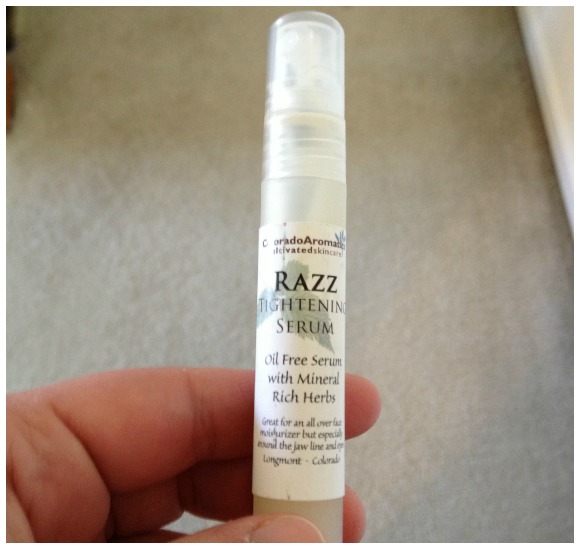 ColoradoAromatics
cultivatedskincare
RAZZ
TIGHTENING
SERUM
Oil Free Serum
with Mineral
Rich Herbs
Great for an all over face
moisturizer but especially
around the jaw line and eyes
Longmont - Colorado